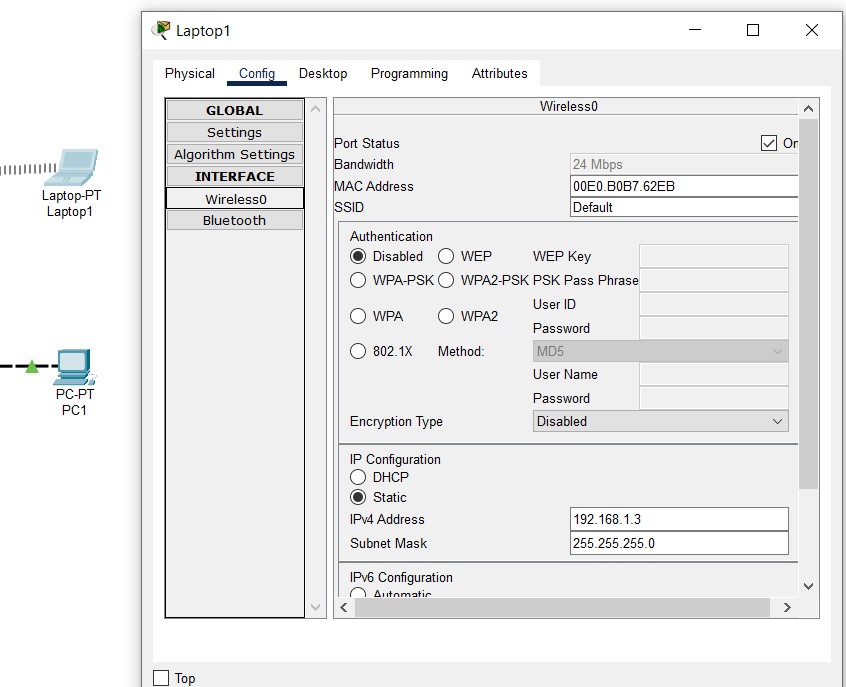 Laptop1
Physical Config Desktop Programming Attributes
GLOBAL
Settings
Algorithm Settings
INTERFACE
Wireless0
Bluetooth
Wireless0
Port Status
Bandwidth 24 Mbps
MAC Address 00E0.B0B7.62EB
SSID Default
Authentication
Disabled WEP WEP Key
WPA-PSK WPA2-PSK PSK Pass Phrase
User ID
WPA WPA2
Password
802.1X Method: MD5
User Name
Password
Encryption Type Disabled
IP Configuration
DHCP
Static
IPv4 Address 192.168.1.3
Subnet Mask 255.255.255.0
IPv6 Configuration
Automatic
Top
Laptop-PT
Laptop1
PC-PT
PC1